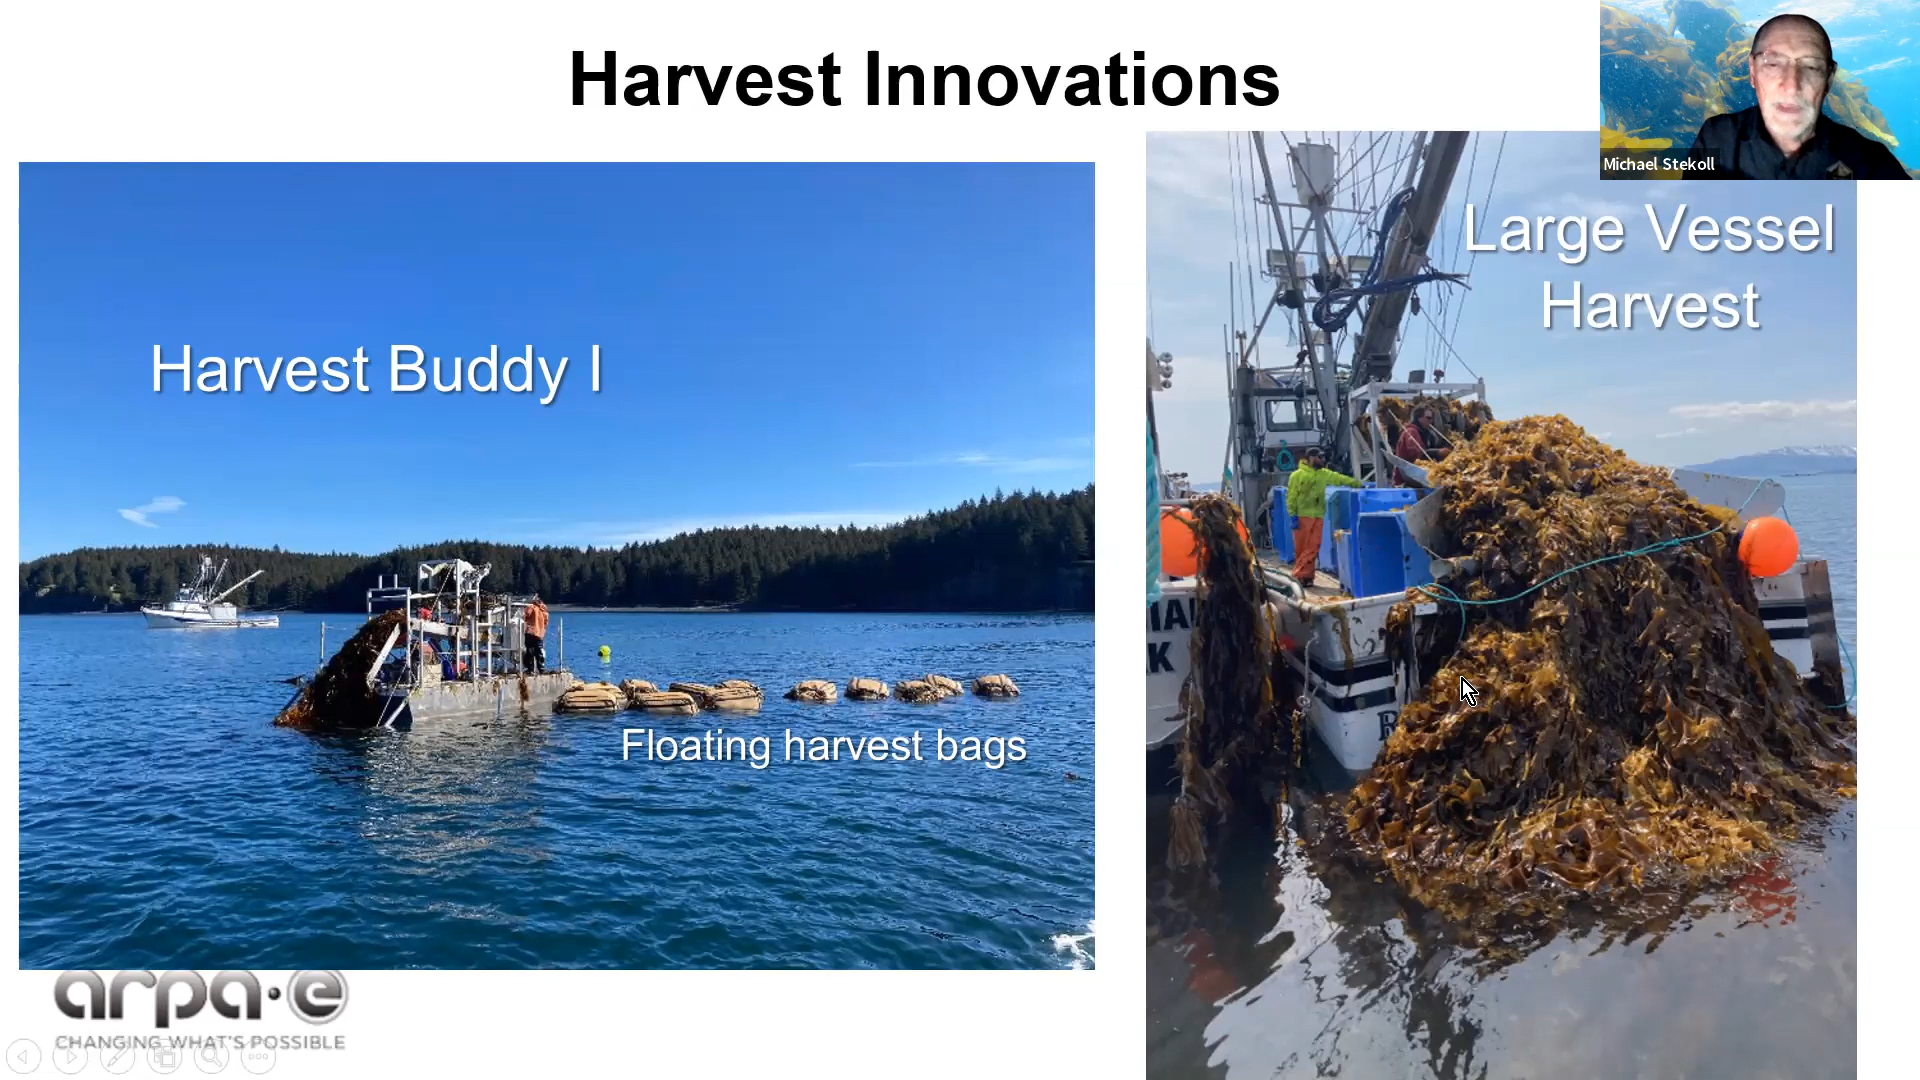 Harvest Innovations
Michael Stekoll
Large Vessel
Harvest
Harvest Buddy I
Floating harvest bags
arpa·e
CHANGING WHAT'S POSSIBLE